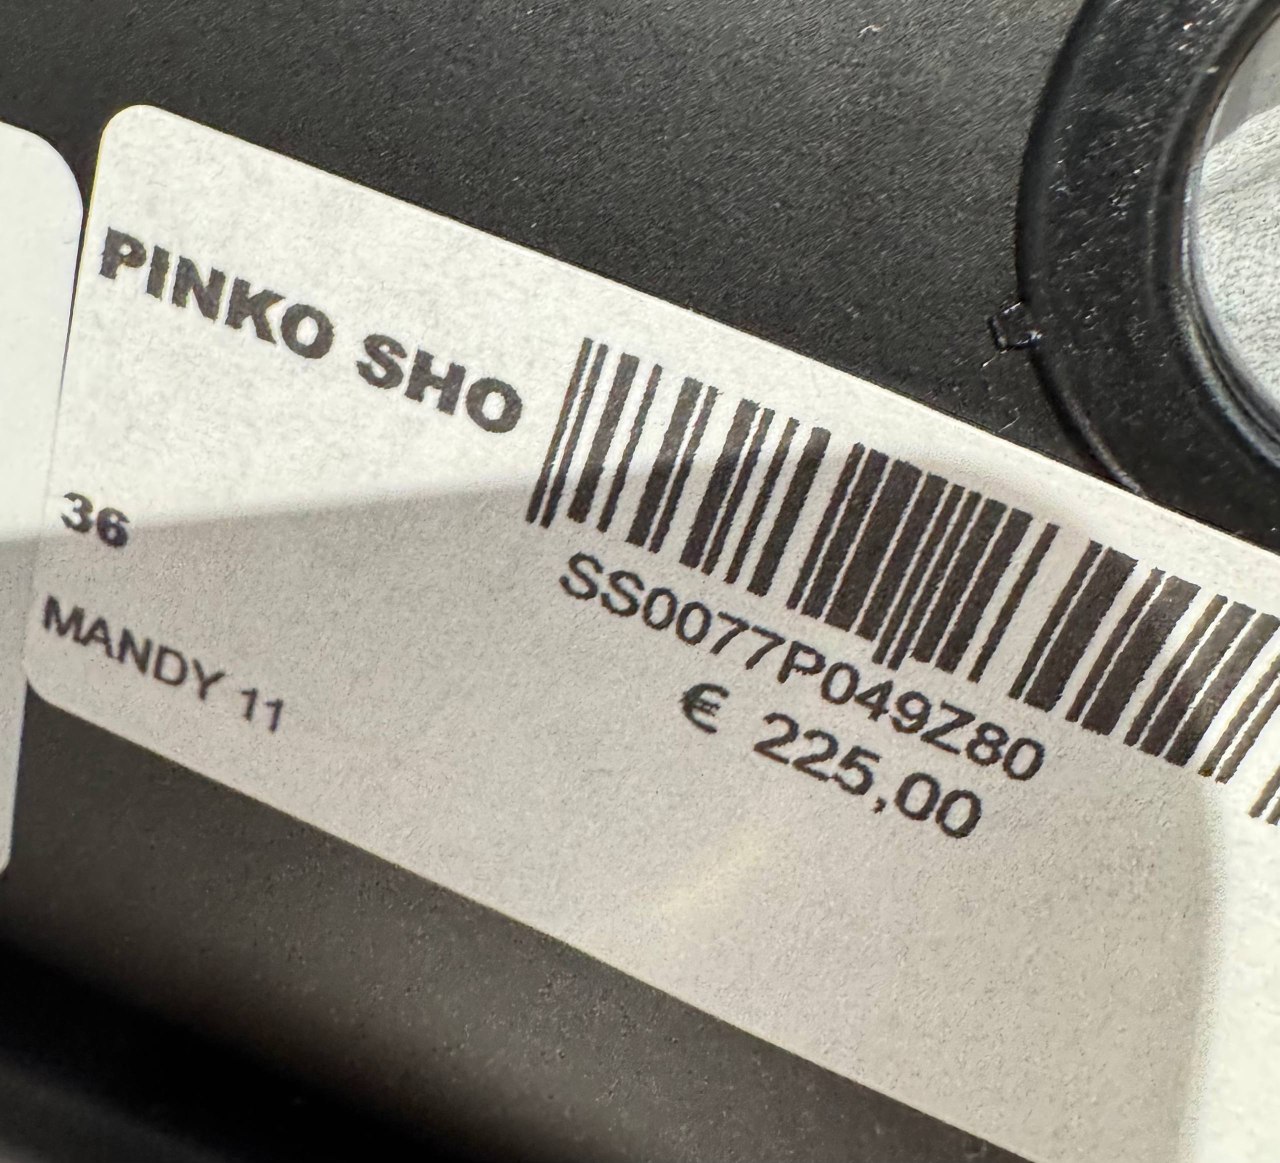 PINKO SHO
36
MANDY 11
SS0077P049Z80
€ 225,00